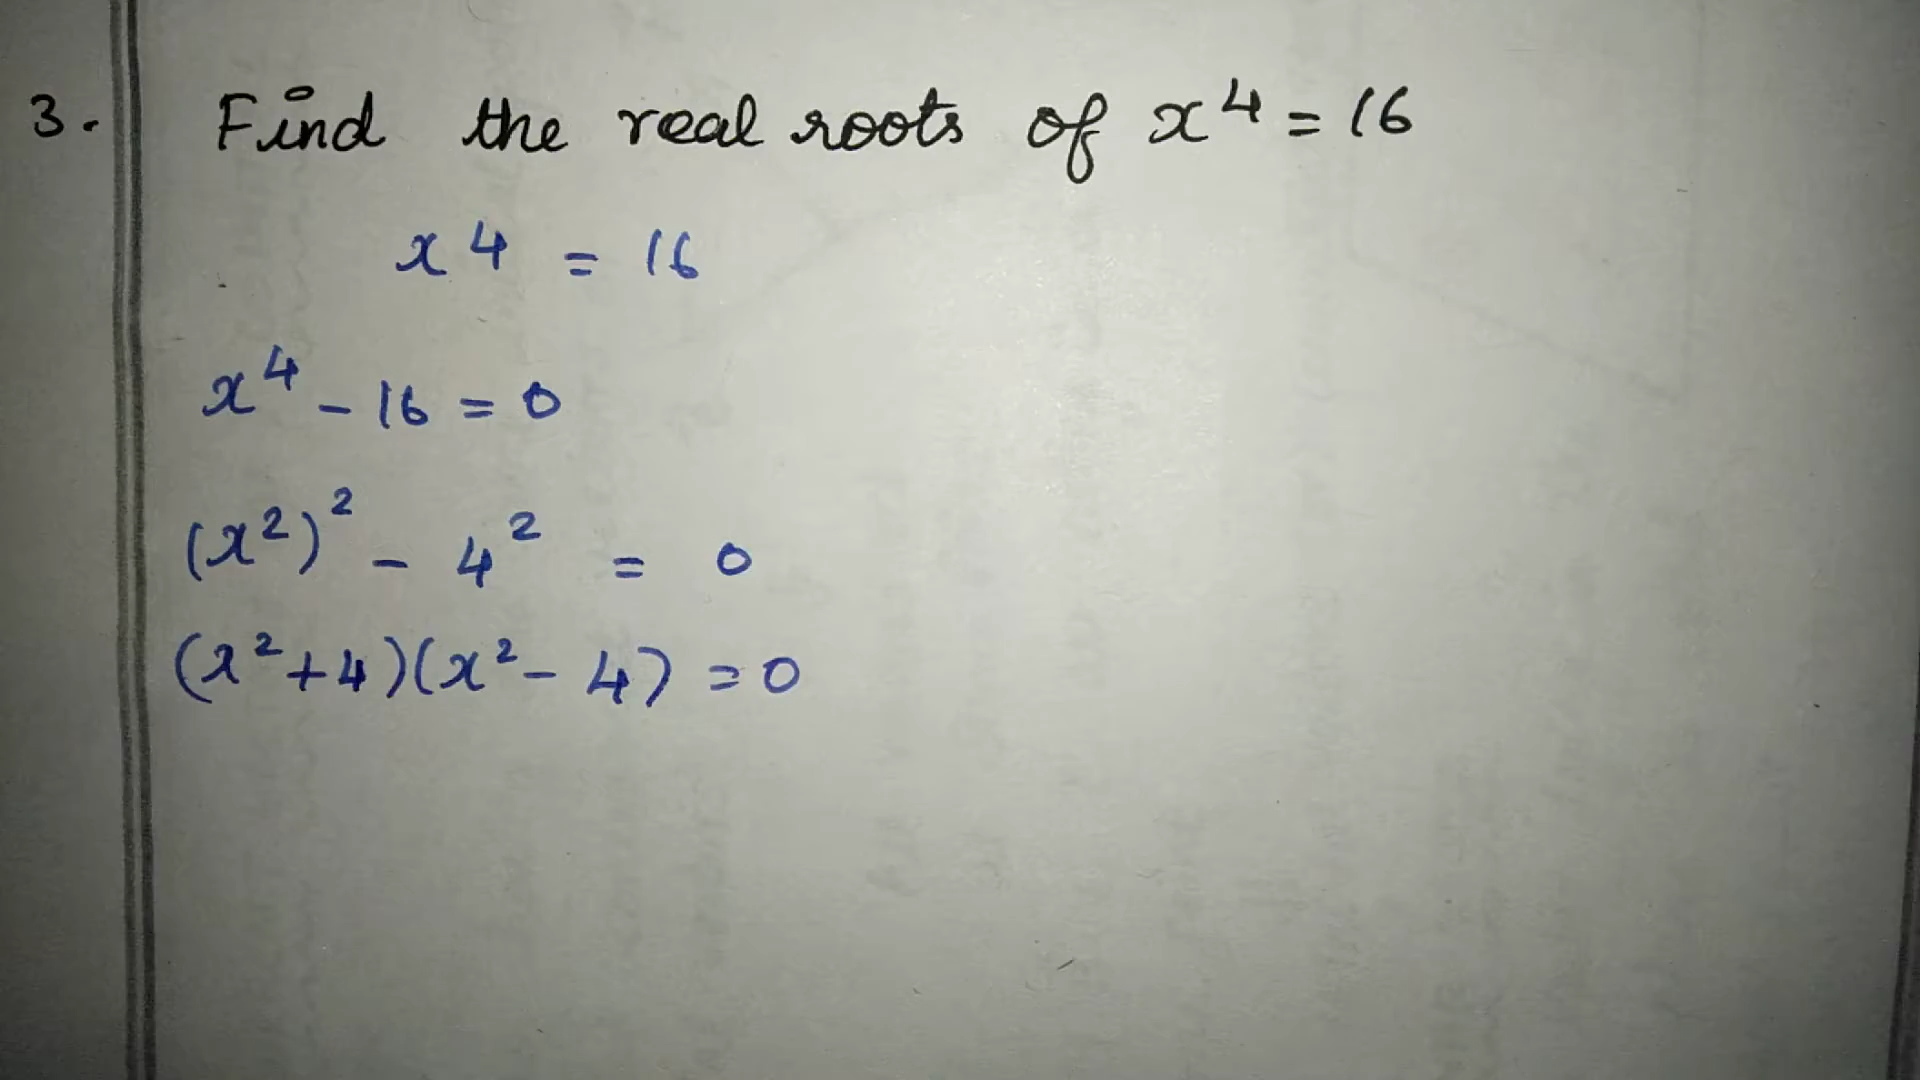 3. Find the real roots of x⁴ = 16
x⁴ = 16
x⁴ - 16 = 0
(x²)² - 4² = 0
(x²+4)(x²-4) = 0